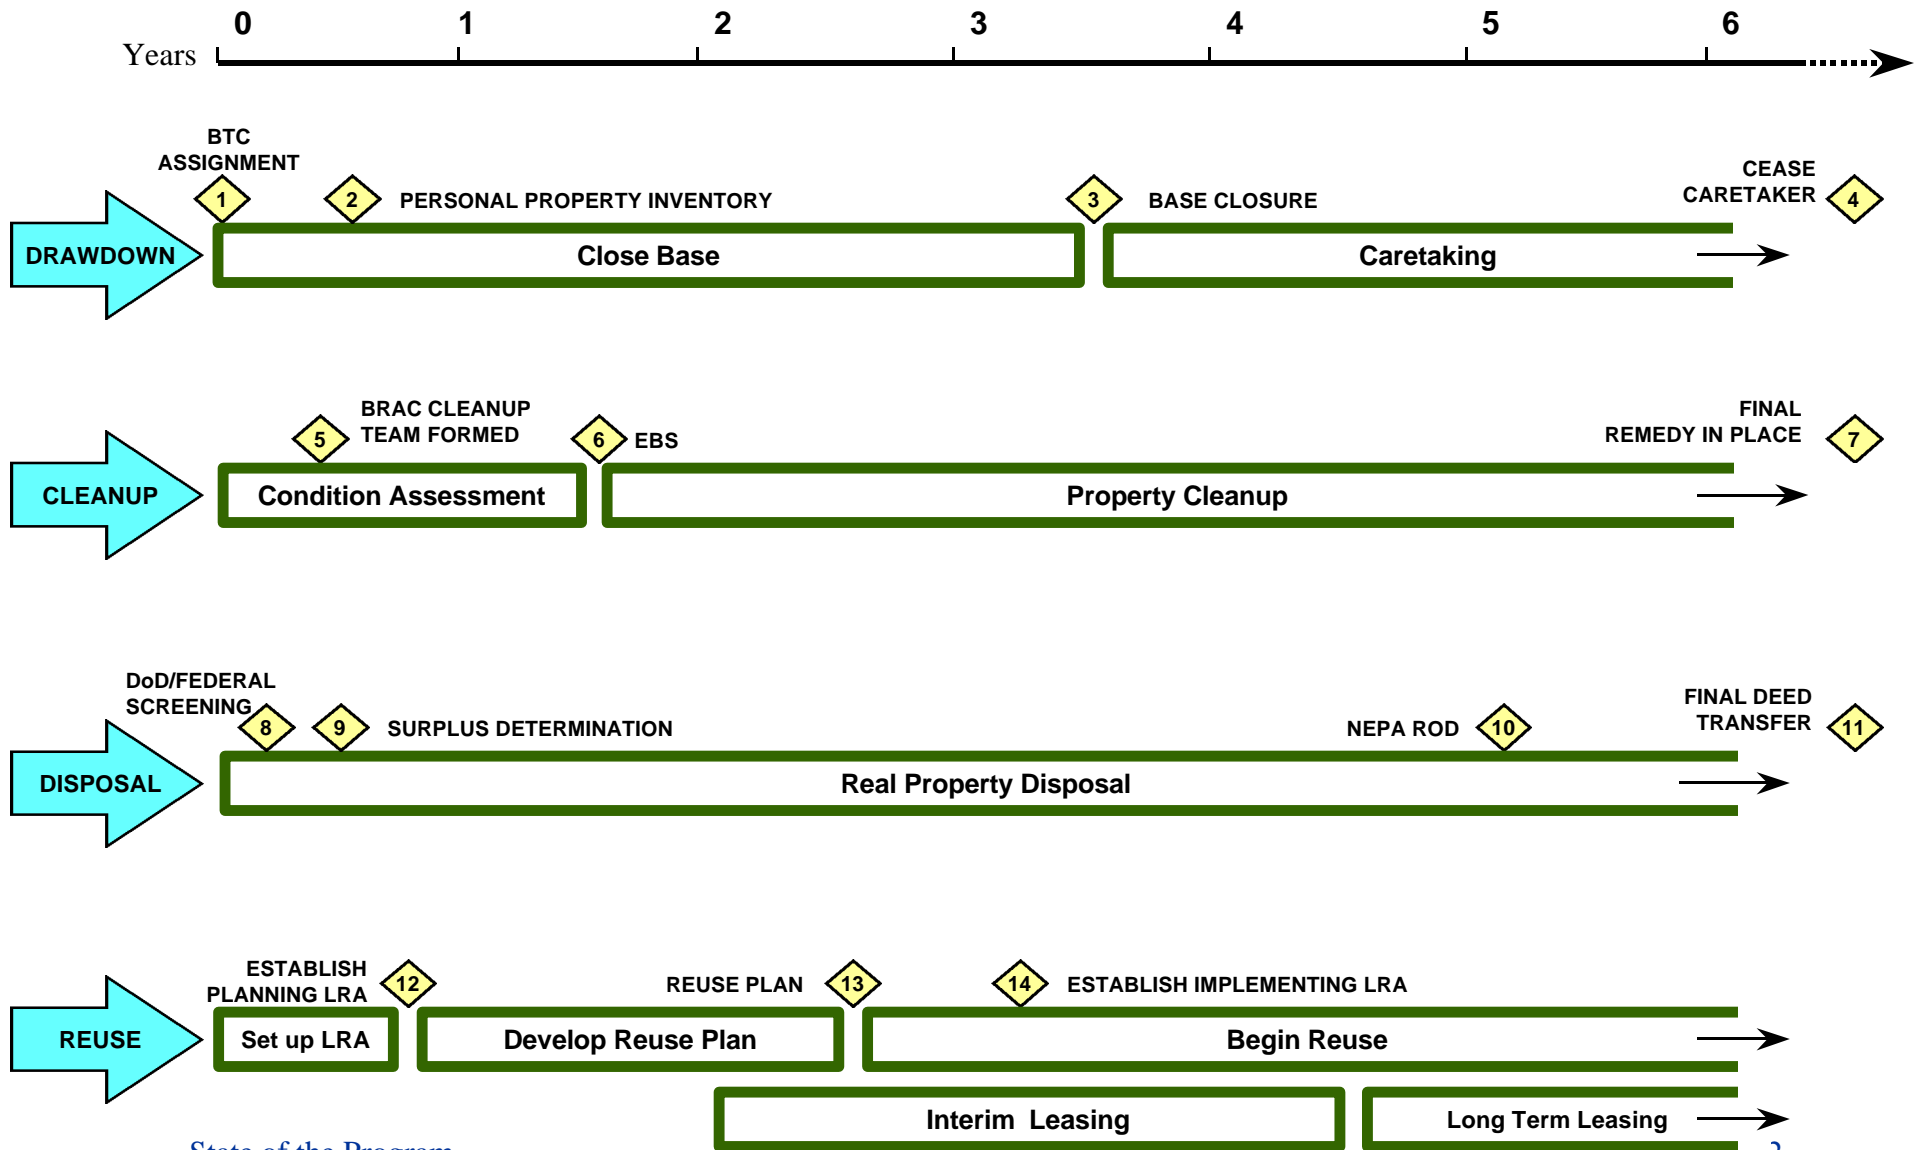 0 1 2 3 4 5 6
Years
BTC
ASSIGNMENT
1
2
PERSONAL PROPERTY INVENTORY
3
BASE CLOSURE
CEASE
CARETAKER
4
DRAWDOWN
Close Base
Caretaking
5
BRAC CLEANUP
TEAM FORMED
6
EBS
FINAL
REMEDY IN PLACE
7
CLEANUP
Condition Assessment
Property Cleanup
DoD/FEDERAL
SCREENING
8
9
SURPLUS DETERMINATION
NEPA ROD
10
FINAL DEED
TRANSFER
11
DISPOSAL
Real Property Disposal
ESTABLISH
PLANNING LRA
12
REUSE PLAN
13
14
ESTABLISH IMPLEMENTING LRA
REUSE
Set up LRA
Develop Reuse Plan
Begin Reuse
Interim Leasing
Long Term Leasing
State of the Program